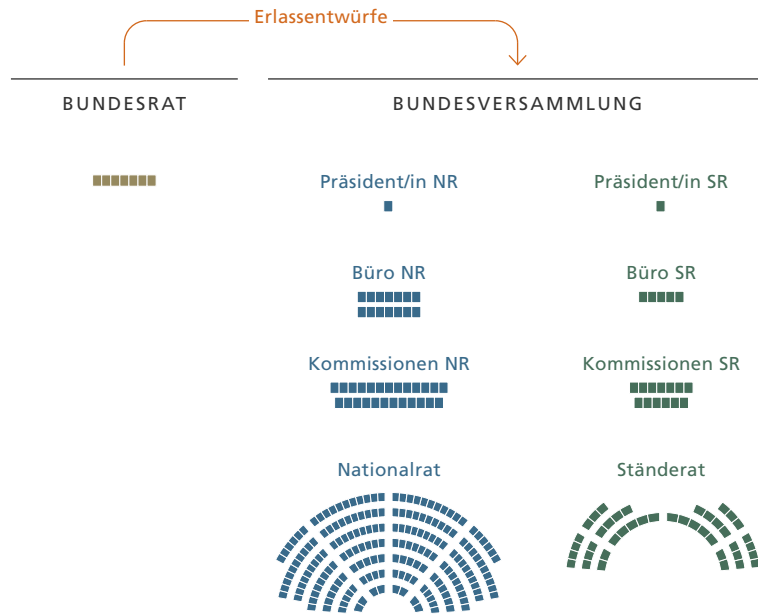 Erlassentwürfe
BUNDESRAT
BUNDESVERSAMMLUNG
Präsident/in NR
Präsident/in SR
Büro NR
Büro SR
Kommissionen NR
Kommissionen SR
Nationalrat
Ständerat